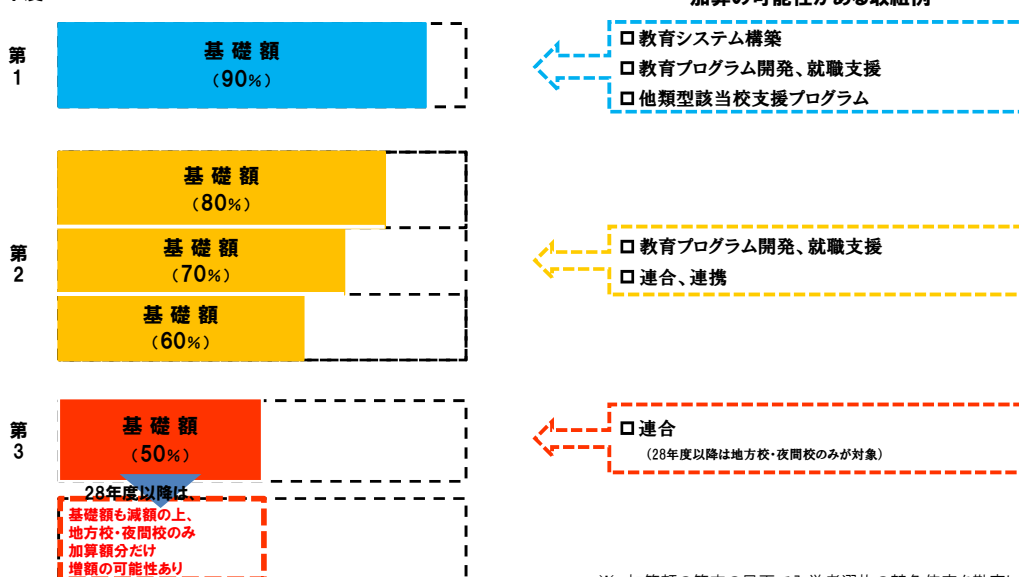 第
1
基 礎 額
（90%）
□教育システム構築
□教育プログラム開発、就職支援
□他類型該当校支援プログラム
第
2
基 礎 額
（80%）
基 礎 額
（70%）
基 礎 額
（60%）
□教育プログラム開発、就職支援
□連合、連携
第
3
基 礎 額
（50%）
□連合
（28年度以降は地方校・夜間校のみが対象）
28年度以降は、
基礎額も減額の上、
地方校・夜間校のみ
加算額分だけ
増額の可能性あり